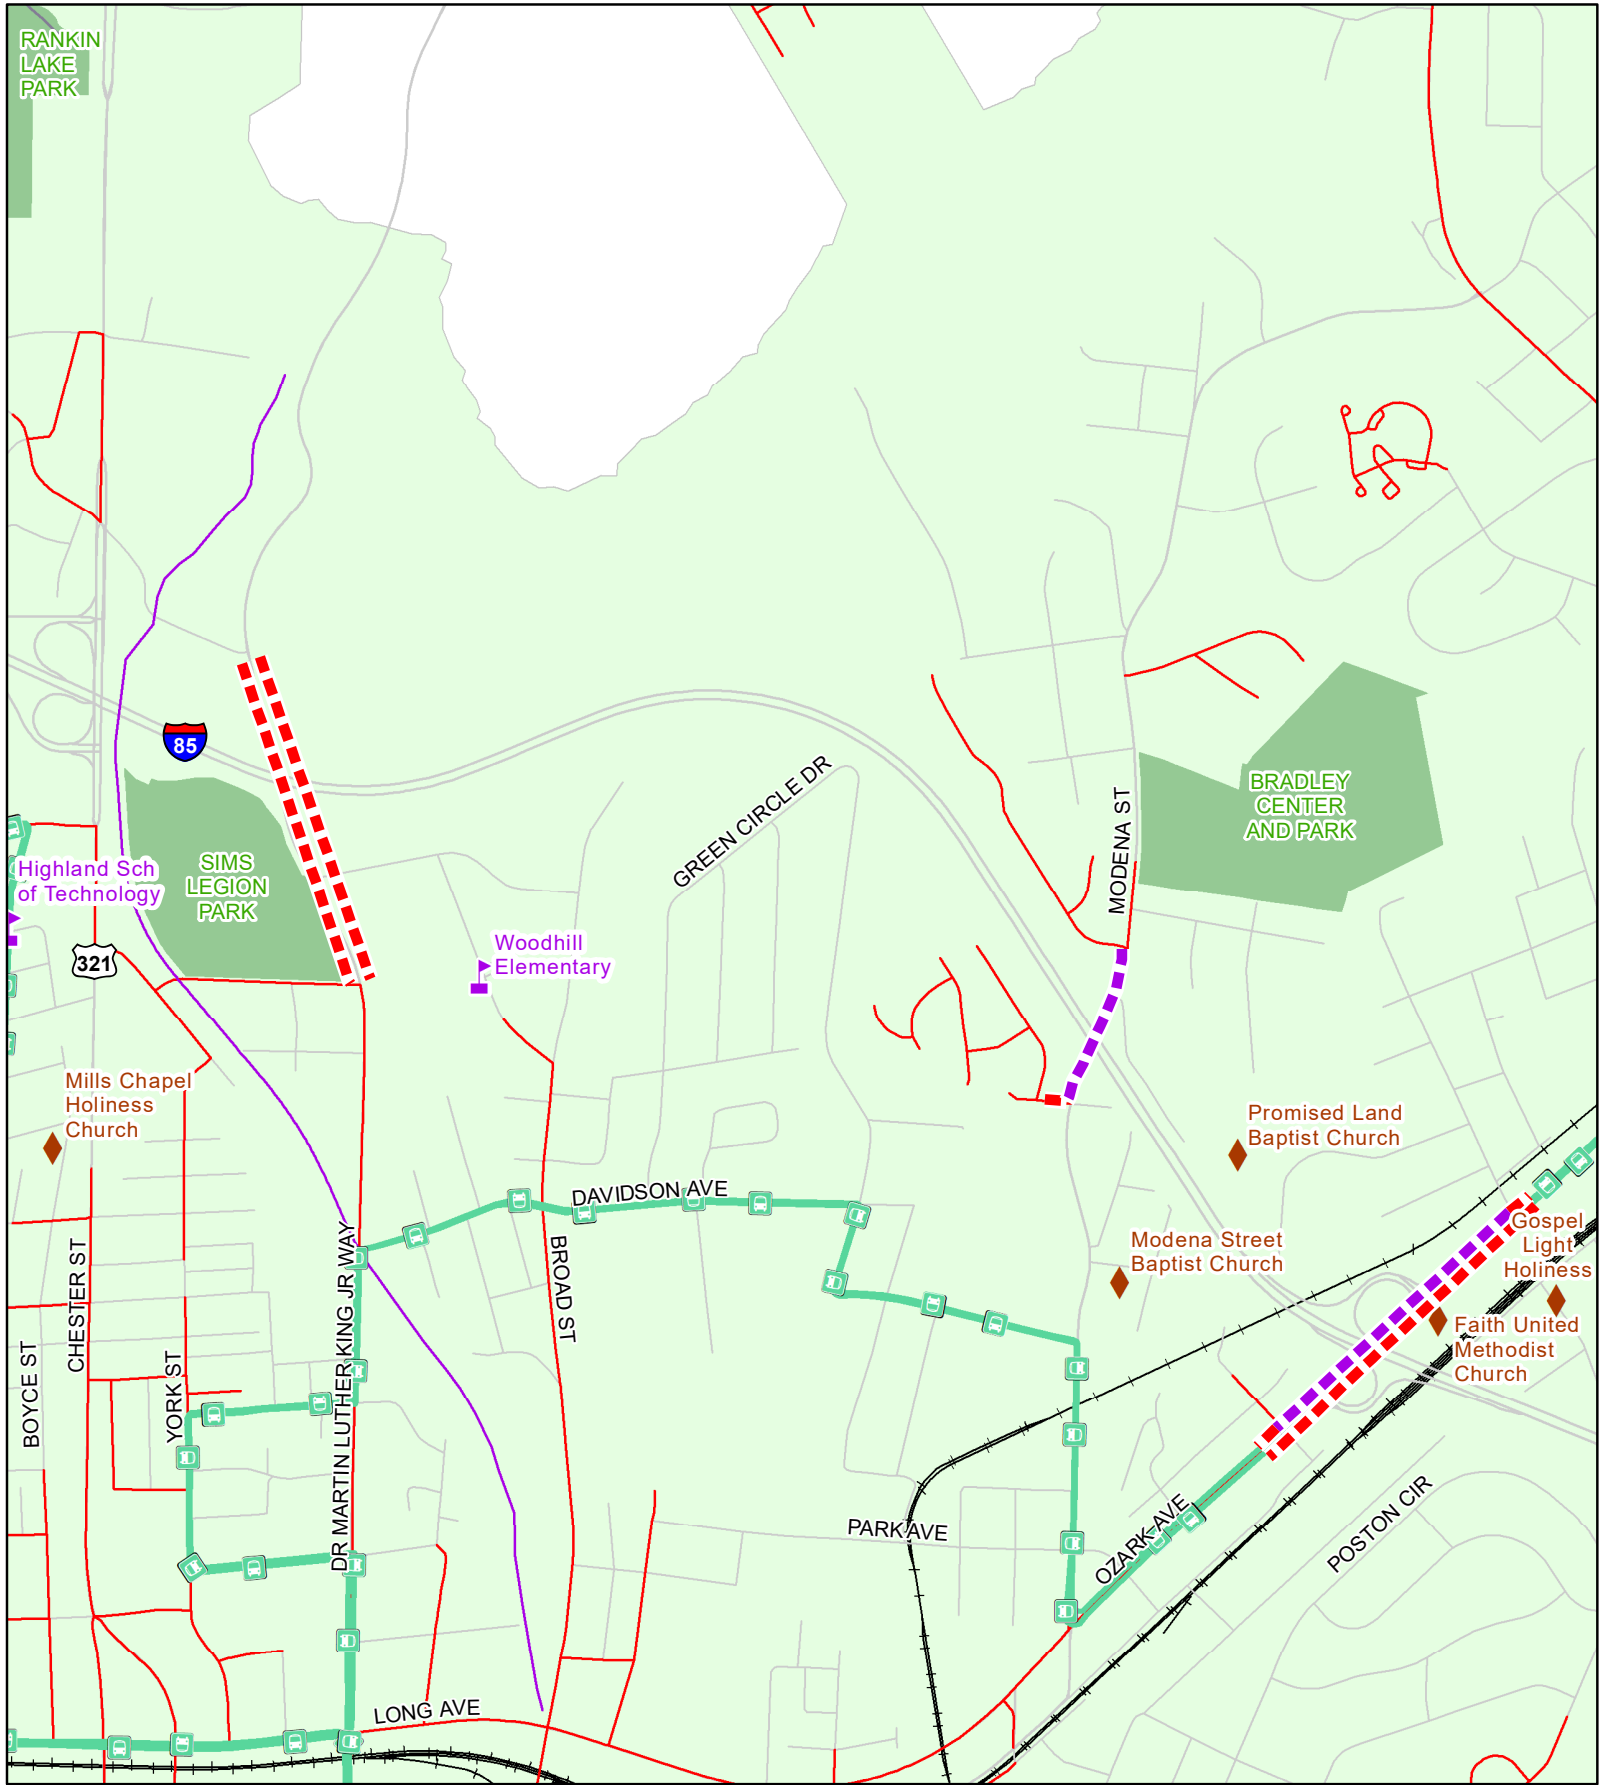 RANKIN
LAKE
PARK
85
GREEN CIRCLE DR
MODENA ST
BRADLEY
CENTER
AND PARK
Highland Sch
of Technology
SIMS
LEGION
PARK
321
Woodhill
Elementary
Mills Chapel
Holiness
Church
Promised Land
Baptist Church
DAVIDSON AVE
Modena Street
Baptist Church
Gospel
Light
Holiness
Faith United
Methodist
Church
BOYCE ST
CHESTER ST
YORK ST
DR MARTIN LUTHER KING JR WAY
BROAD ST
PARK AVE
OZARK AVE
POSTON CIR
LONG AVE